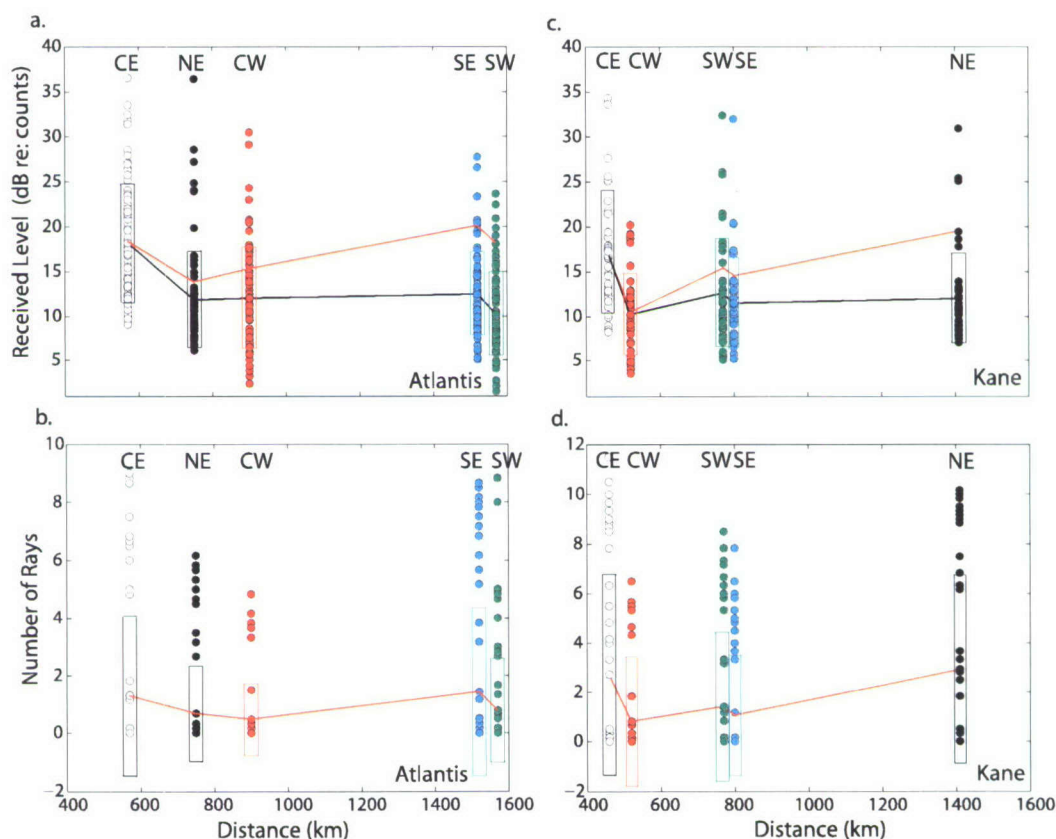 a.
CE NE CW SE SW
40
35
30
25
20
15
10
5
Received Level (dB re: counts)
Atlantis
c.
CE CW SW SE NE
40
35
30
25
20
15
10
5
Kane
b.
CE NE CW SE SW
10
8
6
4
2
0
−2
Number of Rays
Atlantis
400 600 800 1000 1200 1400 1600
Distance (km)
d.
CE CW SW SE NE
12
10
8
6
4
2
0
−2
Kane
400 600 800 1000 1200 1400 1600
Distance (km)